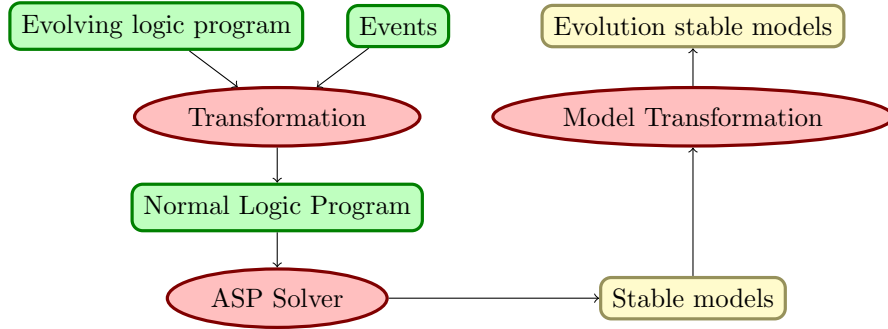 Evolving logic program
Events
Evolution stable models
Transformation
Model Transformation
Normal Logic Program
ASP Solver
Stable models